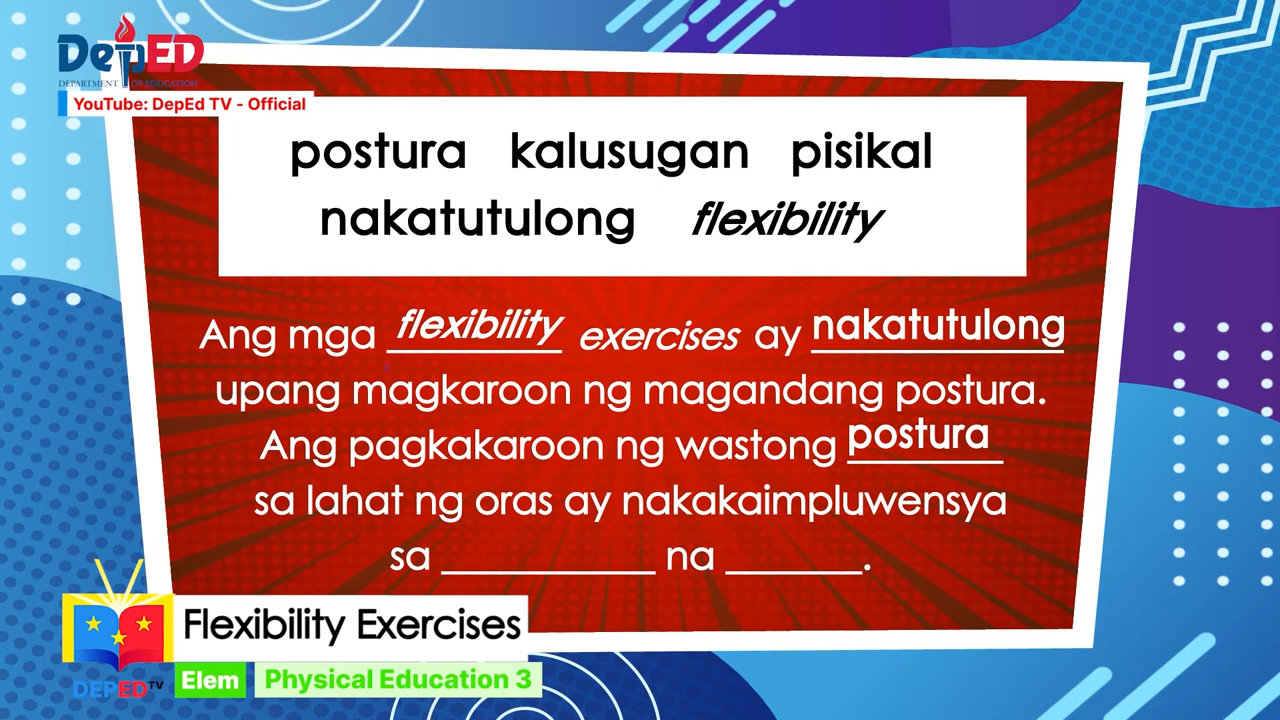 DepED
DEPARTMENT OF EDUCATION
YouTube: DepEd TV - Official
postura kalusugan pisikal
nakatutulong flexibility
Ang mga flexibility exercises ay nakatutulong
upang magkaroon ng magandang postura.
Ang pagkakaroon ng wastong postura
sa lahat ng oras ay nakakaimpluwensya
sa __________ na _______.
Flexibility Exercises
DEPED TV
Elem Physical Education 3